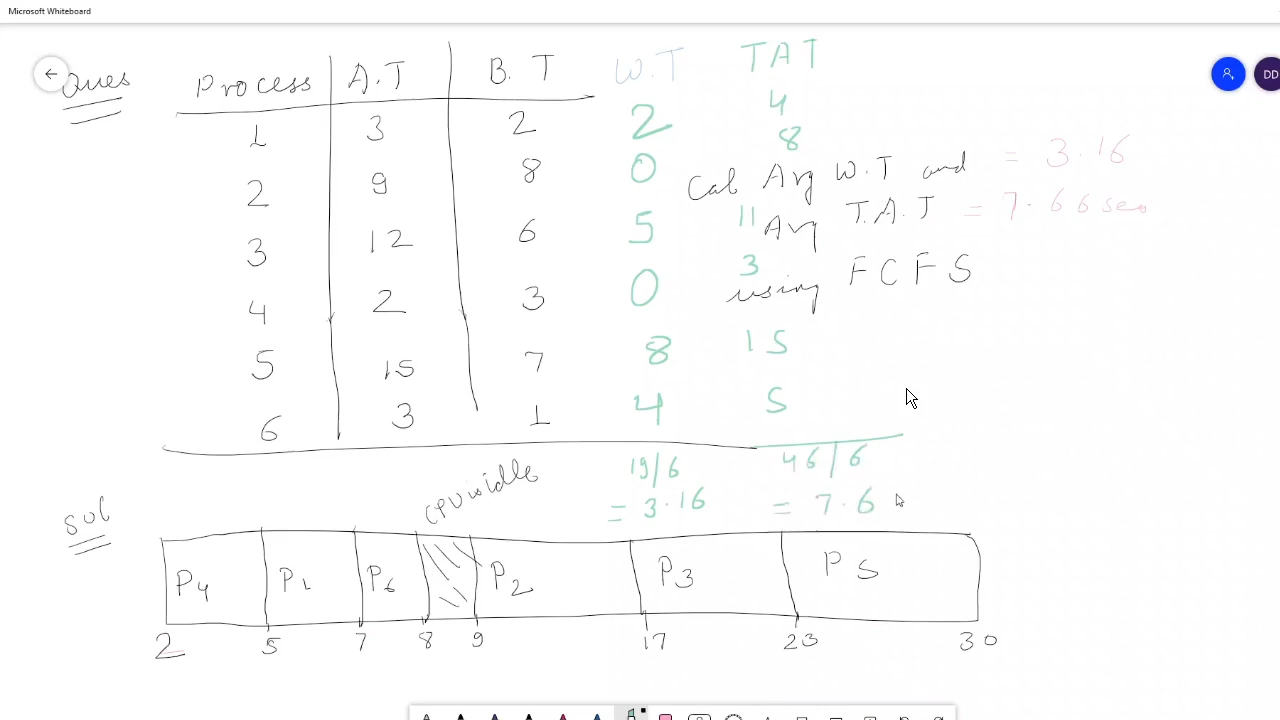 Microsoft Whiteboard
DD
Ques
Process A.T B.T W.T TAT
1 3 2 2 4
2 9 8 0 8
3 12 6 5 11
4 2 3 0 3
5 15 7 8 15
6 3 1 4 5
Cal Avg W.T and = 3.16
Avg T.A.T = 7.66 sec
using FCFS
19/6 46/6
= 3.16 = 7.6
CPU is idle
Sol
P4 P1 P6 P2 P3 P5
2 5 7 8 9 17 23 30